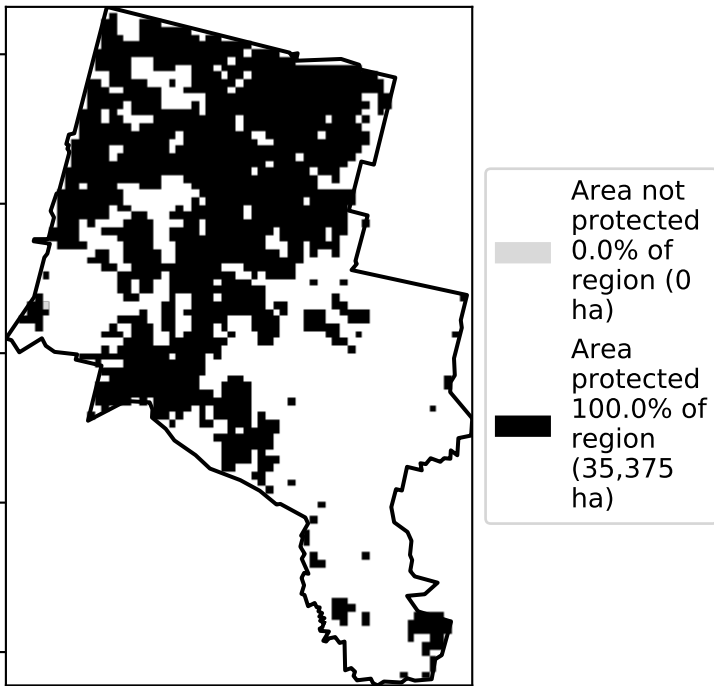 Area not
protected
0.0% of
region (0
ha)
Area
protected
100.0% of
region
(35,375
ha)